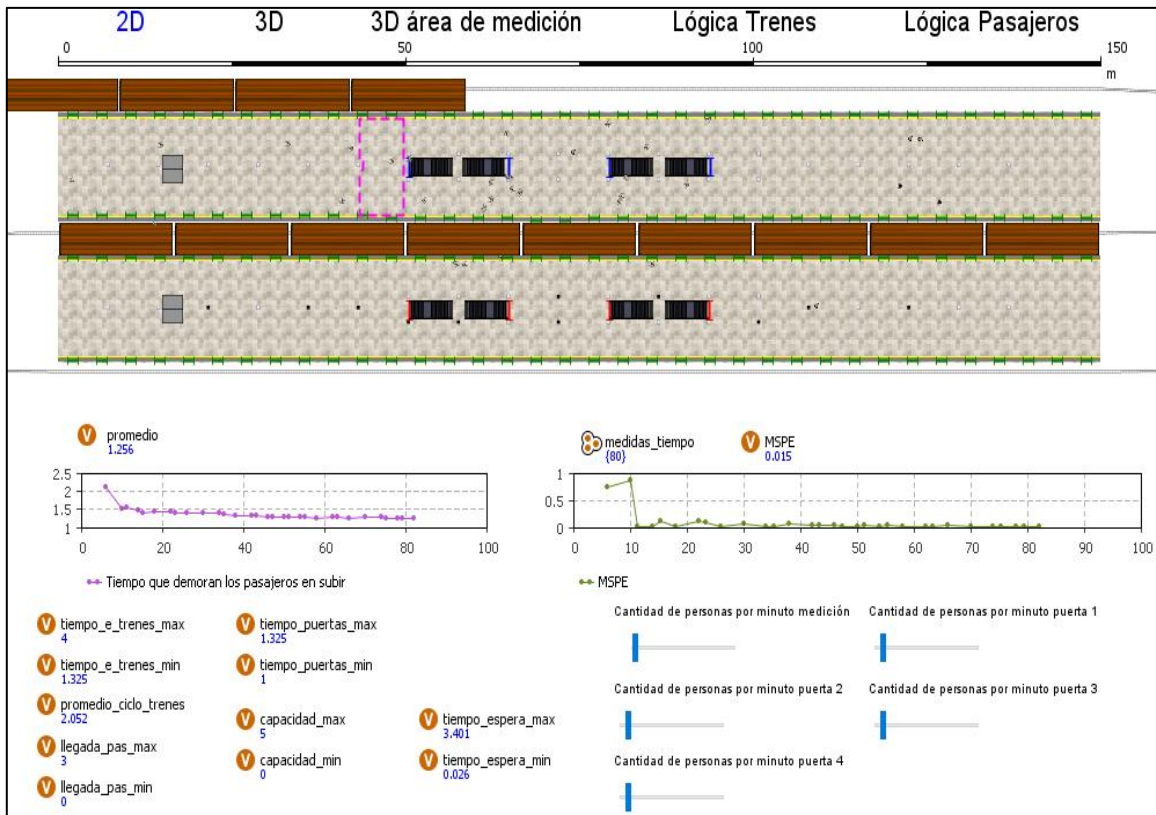 2D 3D 3D área de medición Lógica Trenes Lógica Pasajeros
0 50 100 150
m
V promedio
1.256
medidas_tiempo
{80}
V MSPE
0.015
2.5
2
1.5
1
0 20 40 60 80 100
Tiempo que demoran los pasajeros en subir
1
0.5
0
0 10 20 30 40 50 60 70 80 90 100
MSPE
V tiempo_e_trenes_max
4
V tiempo_e_trenes_min
1.325
V promedio_ciclo_trenes
2.052
V llegada_pas_max
3
V llegada_pas_min
0
V tiempo_puertas_max
1.325
V tiempo_puertas_min
1
V capacidad_max
5
V capacidad_min
0
V tiempo_espera_max
3.401
V tiempo_espera_min
0.026
Cantidad de personas por minuto medición
Cantidad de personas por minuto puerta 1
Cantidad de personas por minuto puerta 2
Cantidad de personas por minuto puerta 3
Cantidad de personas por minuto puerta 4